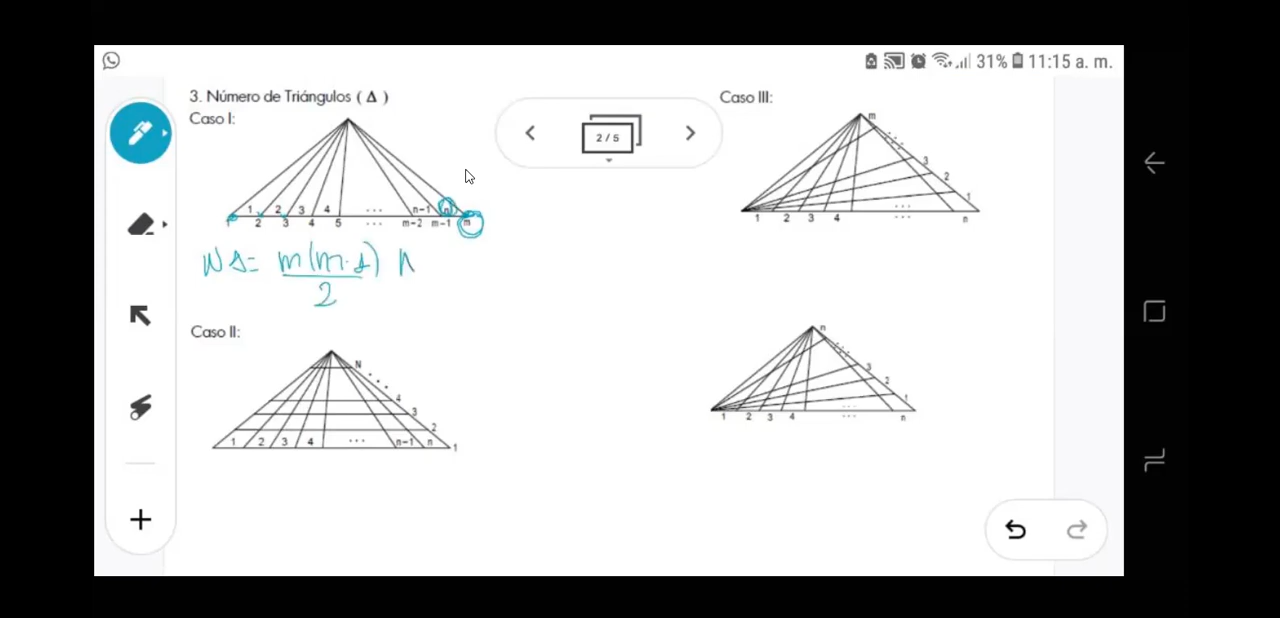 31% 11:15 a. m.
3. Número de Triángulos ( Δ )
Caso I:
1 2 3 4 ... n-1 n
1 2 3 4 5 ... m-2 m-1 m
N Δ = m(m-1) n
2
Caso II:
N
4
3
2
1 2 3 4 ... n-1 n 1
2 / 5
Caso III:
m
3
2
1
1 2 3 4 ... n
n
3
2
1
1 2 3 4 ... n